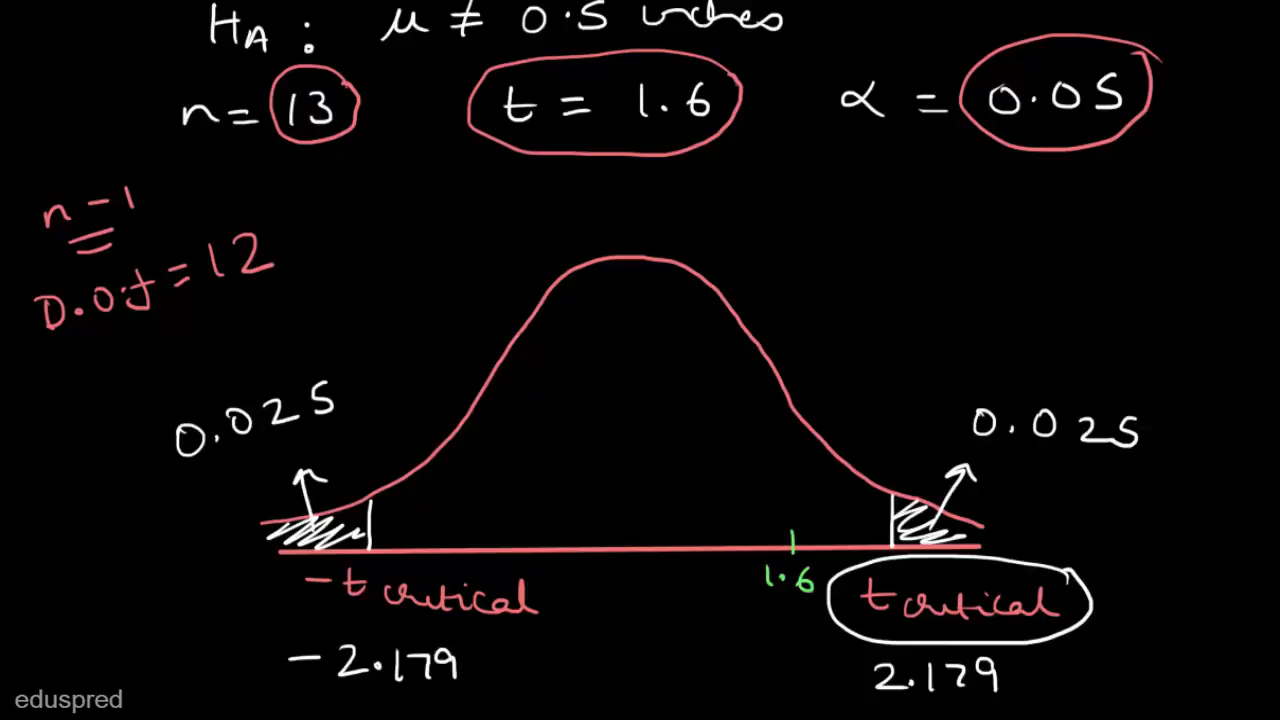 H_A : μ ≠ 0.5 inches
n = 13 t = 1.6 α = 0.05
n - 1
D.O.f = 12
0.025 0.025
1.6
-t critical t critical
-2.179 2.179
eduspred